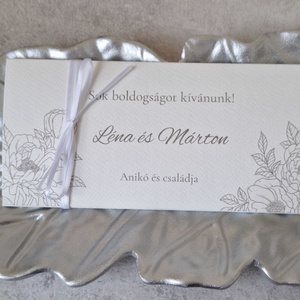 Sok boldogságot kívánunk!
Léna és Márton
Anikó és családja